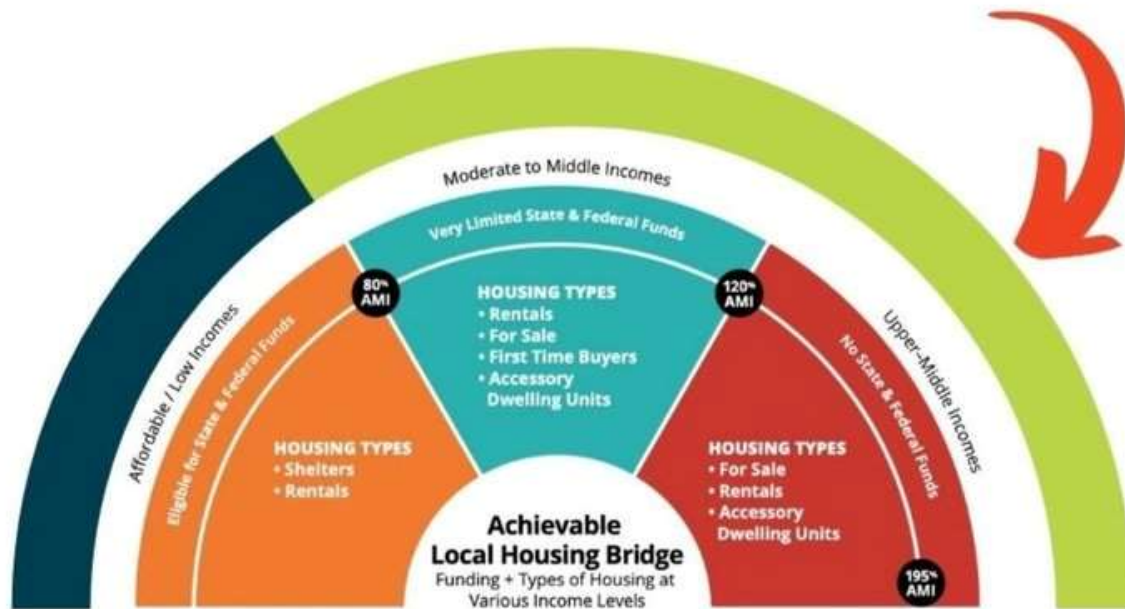 Moderate to Middle Incomes
Very Limited State & Federal Funds
80% AMI
120% AMI
HOUSING TYPES
• Rentals
• For Sale
• First Time Buyers
• Accessory
Dwelling Units
Affordable / Low Incomes
Eligible for State & Federal Funds
HOUSING TYPES
• Shelters
• Rentals
Upper-Middle Incomes
No State & Federal Funds
HOUSING TYPES
• For Sale
• Rentals
• Accessory
Dwelling Units
195% AMI
Achievable
Local Housing Bridge
Funding + Types of Housing at
Various Income Levels